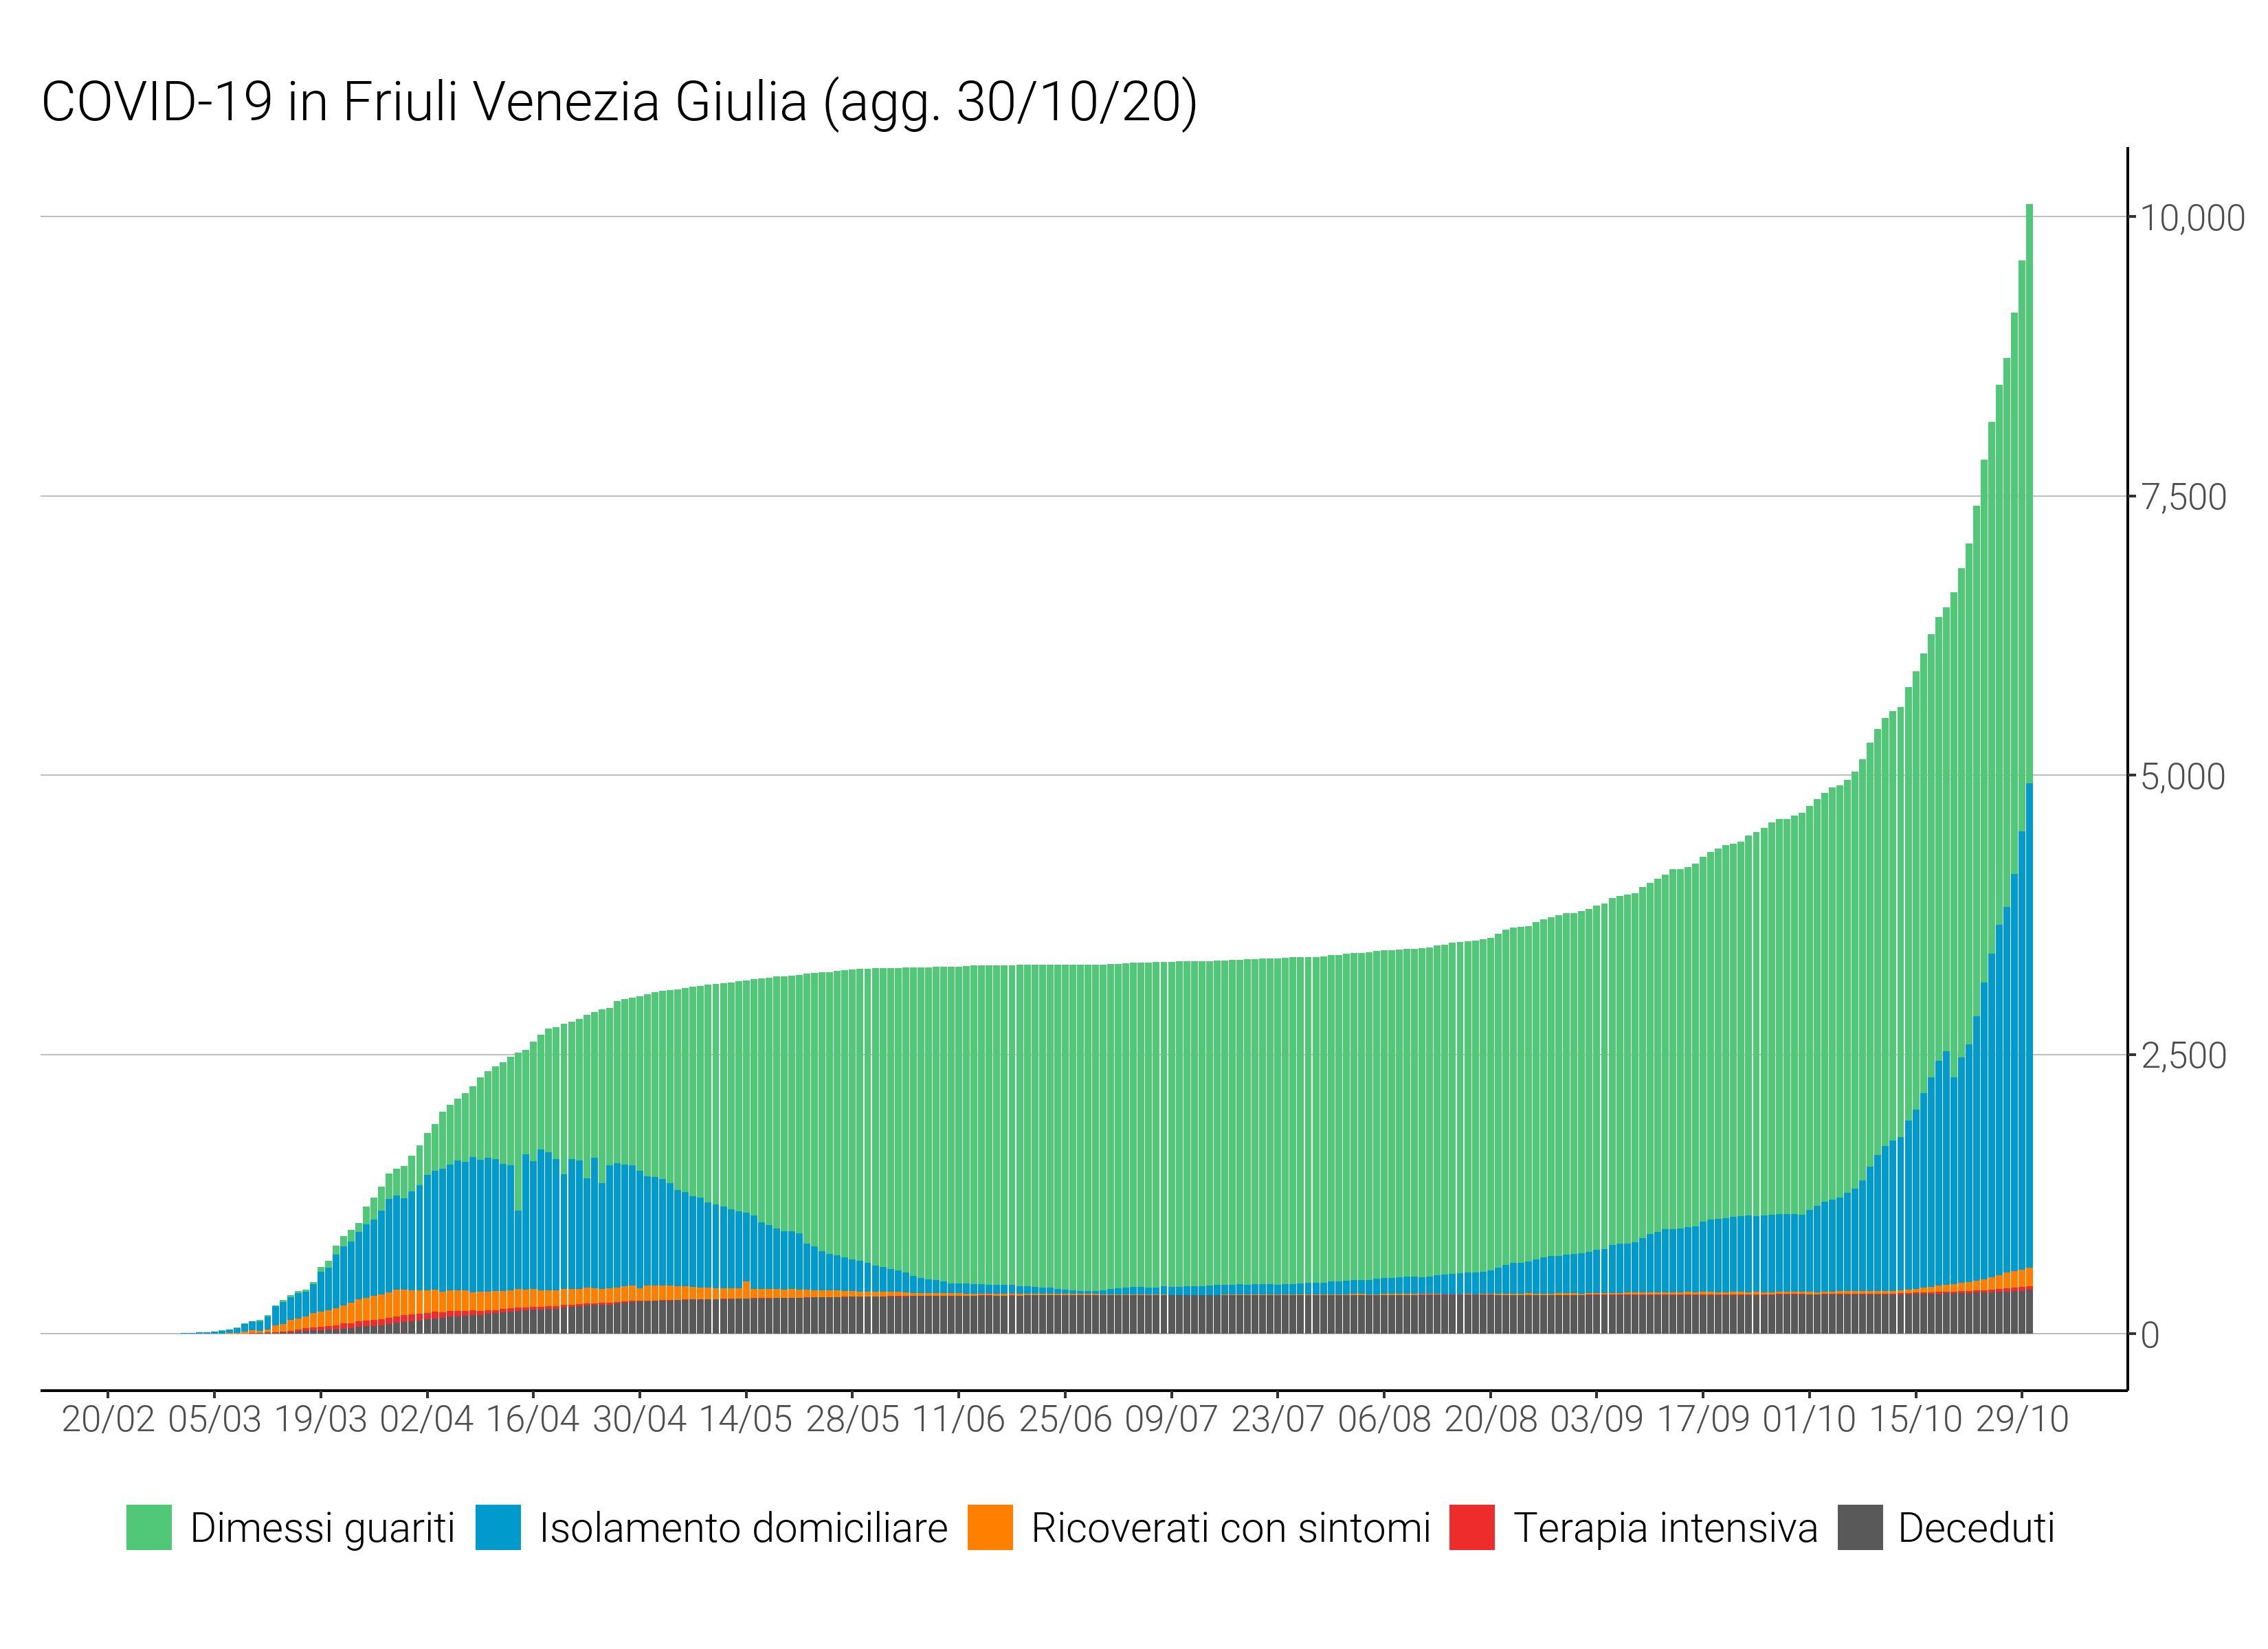 COVID-19 in Friuli Venezia Giulia (agg. 30/10/20)
10,000
7,500
5,000
2,500
0
20/02 05/03 19/03 02/04 16/04 30/04 14/05 28/05 11/06 25/06 09/07 23/07 06/08 20/08 03/09 17/09 01/10 15/10 29/10
Dimessi guariti Isolamento domiciliare Ricoverati con sintomi Terapia intensiva Deceduti